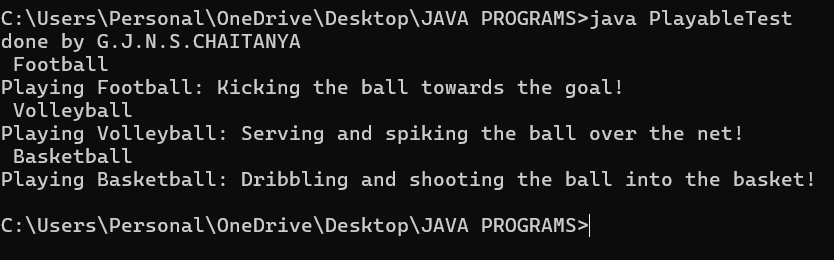 C:\Users\Personal\OneDrive\Desktop\JAVA PROGRAMS>java PlayableTest
done by G.J.N.S.CHAITANYA
 Football
Playing Football: Kicking the ball towards the goal!
 Volleyball
Playing Volleyball: Serving and spiking the ball over the net!
 Basketball
Playing Basketball: Dribbling and shooting the ball into the basket!
C:\Users\Personal\OneDrive\Desktop\JAVA PROGRAMS>